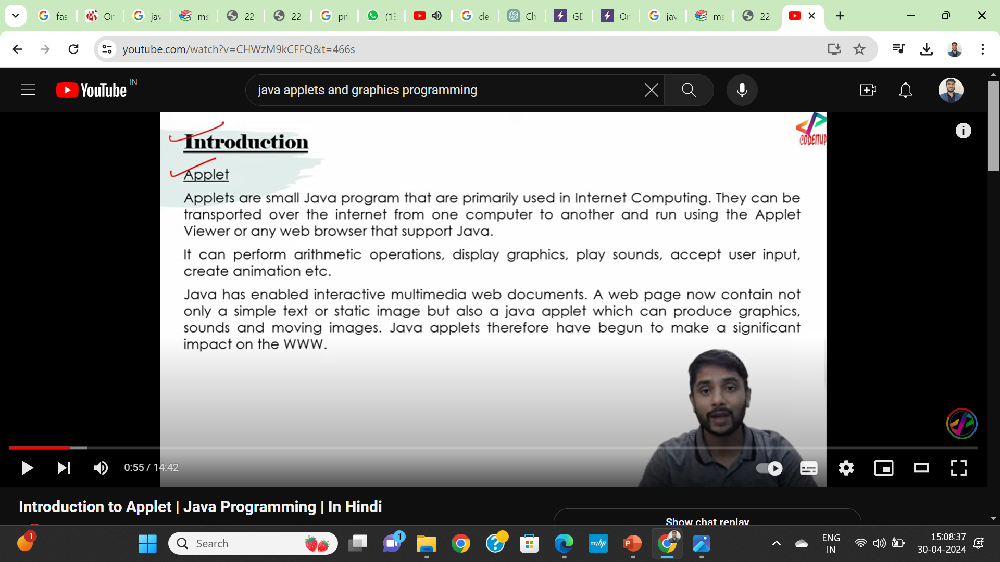 fas
Or
jav
ms
22
22
pri
(13
de
Ch
GD
Or
jav
ms
22
youtube.com/watch?v=CHWzM9kCFFQ&t=466s
YouTube IN
java applets and graphics programming
CODEITUP
Introduction
Applet
Applets are small Java program that are primarily used in Internet Computing. They can be
transported over the internet from one computer to another and run using the Applet
Viewer or any web browser that support Java.
It can perform arithmetic operations, display graphics, play sounds, accept user input,
create animation etc.
Java has enabled interactive multimedia web documents. A web page now contain not
only a simple text or static image but also a java applet which can produce graphics,
sounds and moving images. Java applets therefore have begun to make a significant
impact on the WWW.
0:55 / 14:42
Introduction to Applet | Java Programming | In Hindi
Show chat replay
1
Search
1
myhp
ENG
IN
15:08:37
30-04-2024